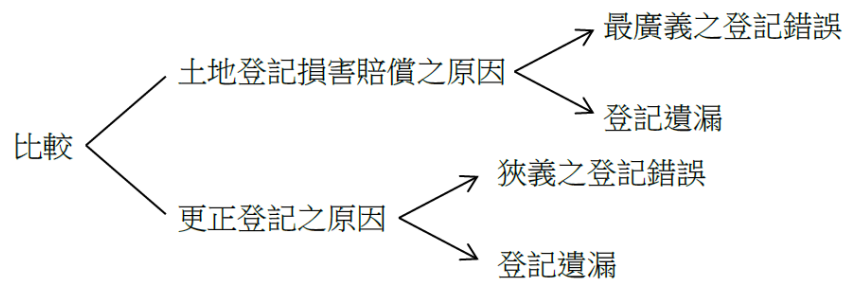 比較
土地登記損害賠償之原因
最廣義之登記錯誤
登記遺漏
更正登記之原因
狹義之登記錯誤
登記遺漏